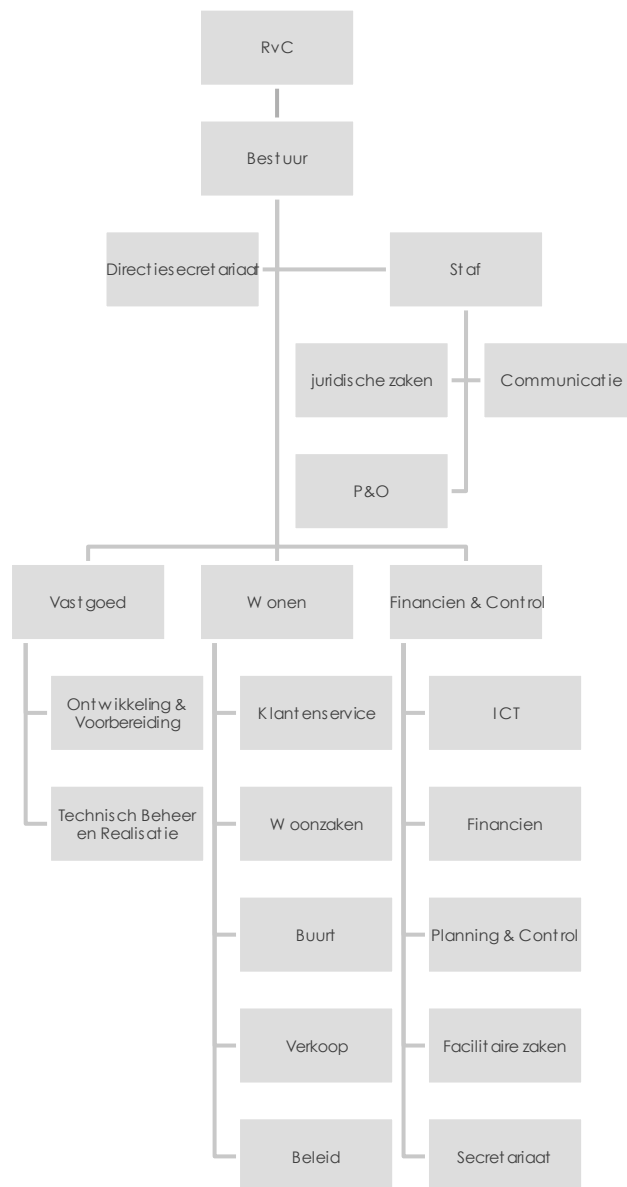 RvC
Bestuur
Directiesecretariaat
Staf
juridische zaken
Communicatie
P&O
Vastgoed
Wonen
Financien & Control
Ontwikkeling &
Voorbereiding
Klantenservice
ICT
Technisch Beheer
en Realisatie
Woonzaken
Financien
Buurt
Planning & Control
Verkoop
Facilitaire zaken
Beleid
Secretariaat